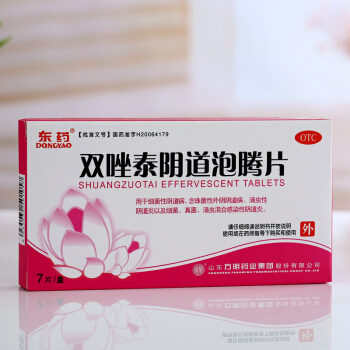 东药
DONGYAO
【批准文号】国药准字H20064179
OTC
双唑泰阴道泡腾片
SHUANGZUOTAI EFFERVESCENT TABLETS
用于细菌性阴道病、念珠菌性外阴阴道病、滴虫性
阴道炎以及细菌、真菌、滴虫混合感染性阴道炎。
请仔细阅读说明书并按说明
使用或在药师指导下购买和使用
外
7片/盒
山东方明药业集团股份有限公司